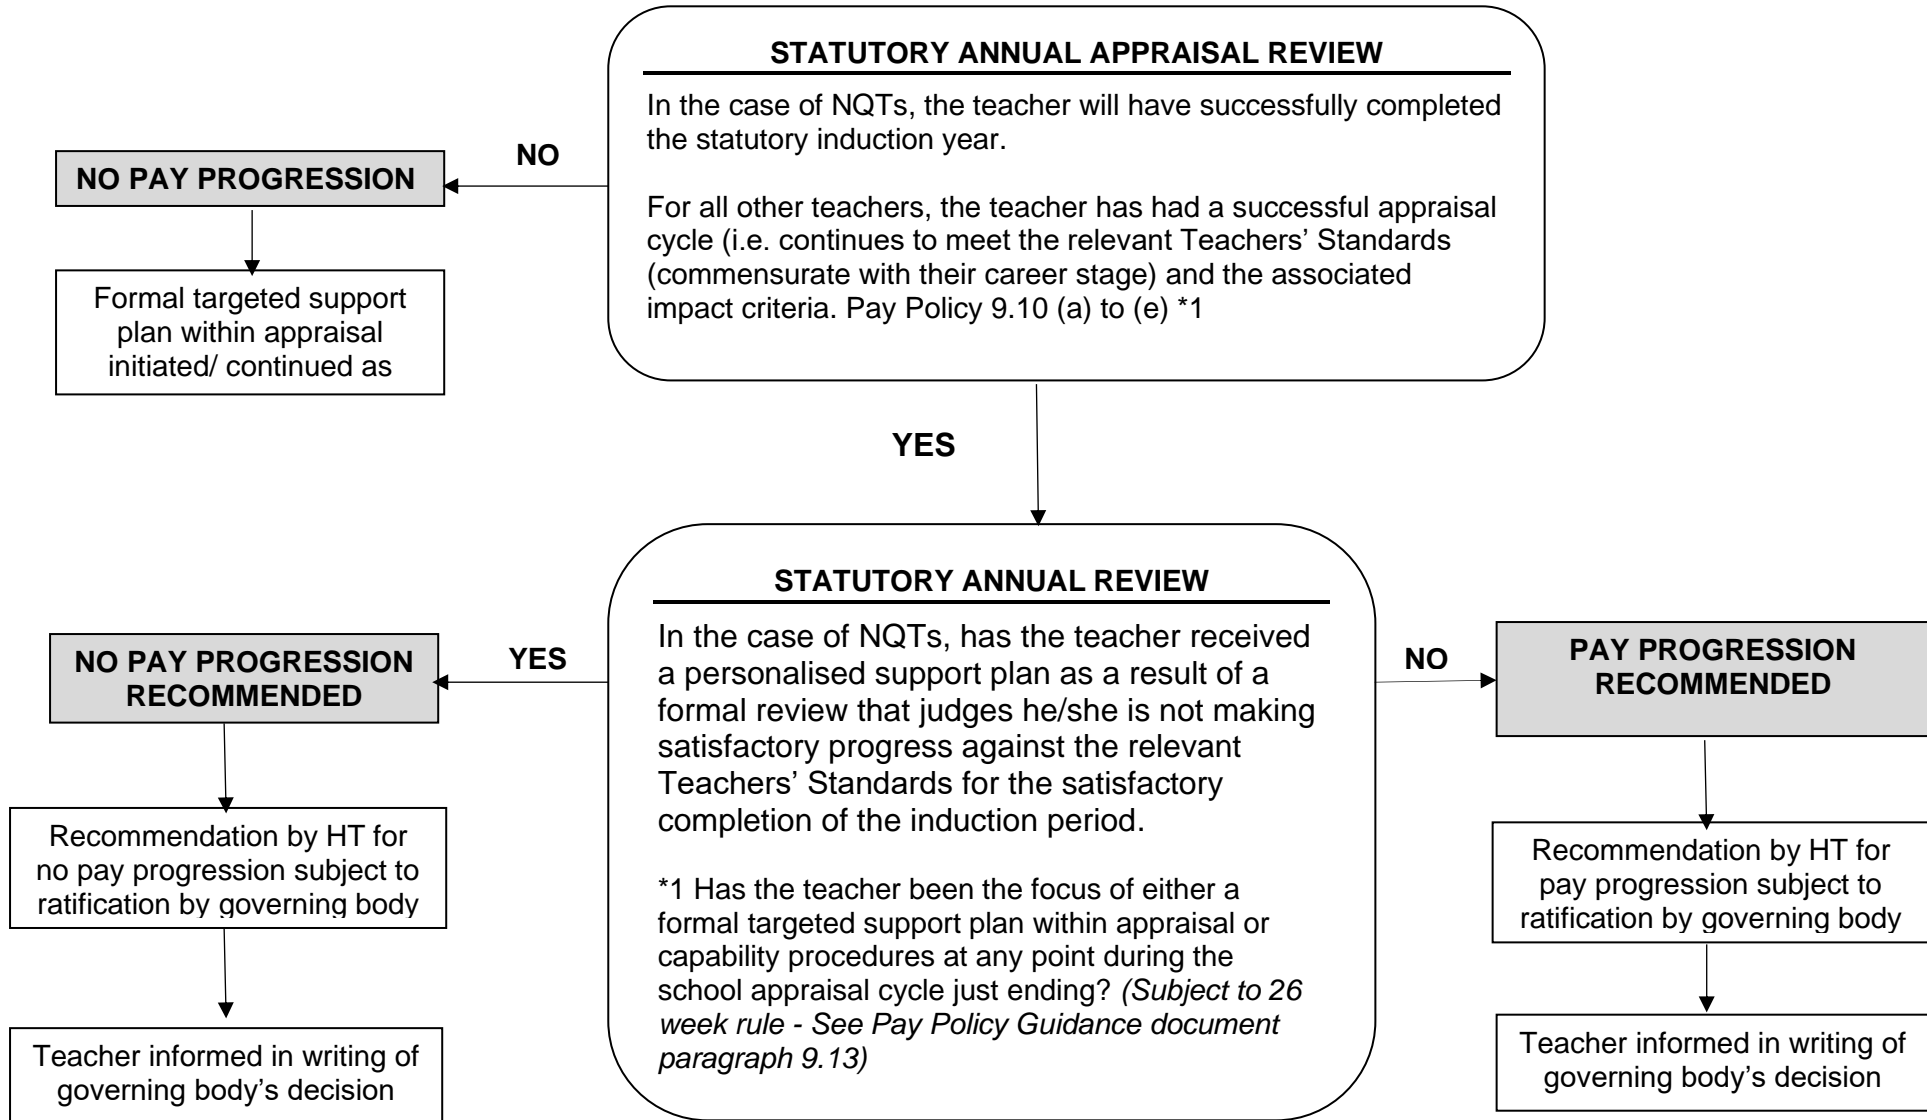 STATUTORY ANNUAL APPRAISAL REVIEW
In the case of NQTs, the teacher will have successfully completed
the statutory induction year.
For all other teachers, the teacher has had a successful appraisal
cycle (i.e. continues to meet the relevant Teachers’ Standards
(commensurate with their career stage) and the associated
impact criteria. Pay Policy 9.10 (a) to (e) *1
NO
NO PAY PROGRESSION
Formal targeted support
plan within appraisal
initiated/ continued as
YES
STATUTORY ANNUAL REVIEW
In the case of NQTs, has the teacher received
a personalised support plan as a result of a
formal review that judges he/she is not making
satisfactory progress against the relevant
Teachers’ Standards for the satisfactory
completion of the induction period.
*1 Has the teacher been the focus of either a
formal targeted support plan within appraisal or
capability procedures at any point during the
school appraisal cycle just ending? (Subject to 26
week rule - See Pay Policy Guidance document
paragraph 9.13)
YES
NO PAY PROGRESSION
RECOMMENDED
Recommendation by HT for
no pay progression subject to
ratification by governing body
Teacher informed in writing of
governing body’s decision
NO
PAY PROGRESSION
RECOMMENDED
Recommendation by HT for
pay progression subject to
ratification by governing body
Teacher informed in writing of
governing body’s decision